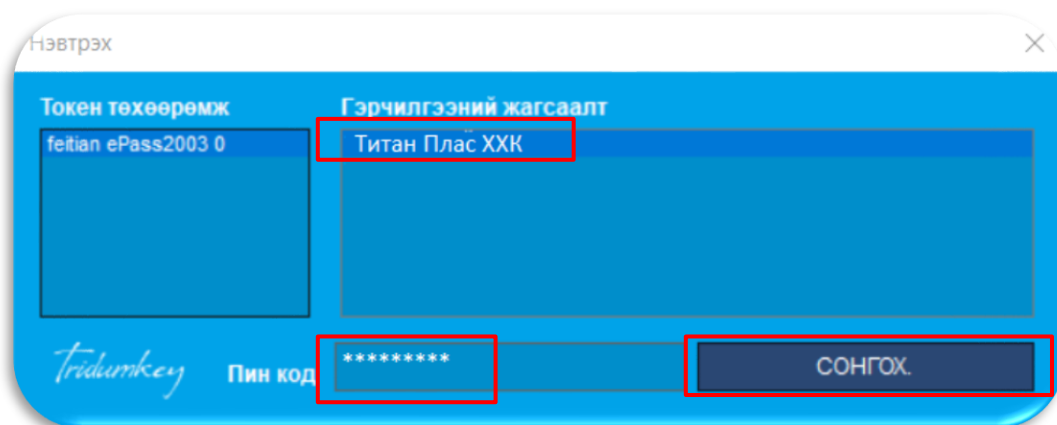 Нэвтрэх
Токен төхөөрөмж
Гэрчилгээний жагсаалт
feitian ePass2003 0
Титан Плас ХХК
Tridumkey
Пин код
*********
СОНГОХ.